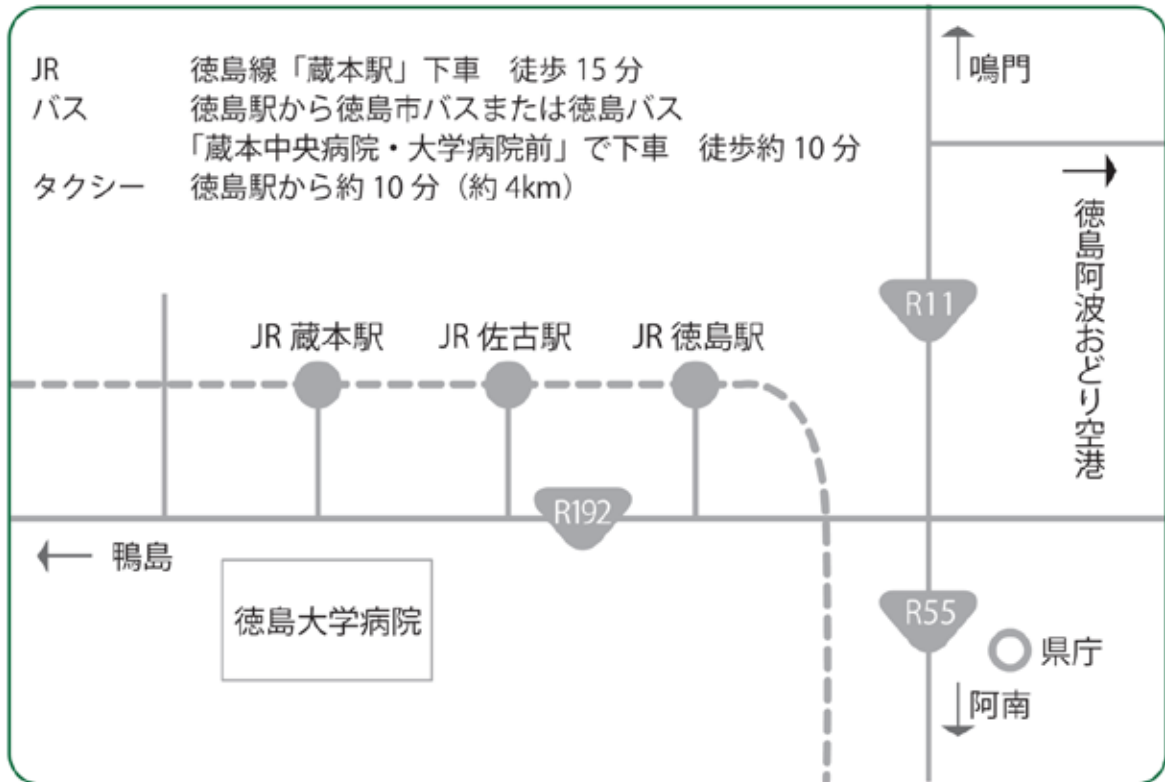 JR 徳島線「蔵本駅」下車 徒歩 15 分
バス 徳島駅から徳島市バスまたは徳島バス
「蔵本中央病院・大学病院前」で下車 徒歩約 10 分
タクシー 徳島駅から約 10 分（約 4km）
鳴門
徳島阿波おどり空港
R11
JR 蔵本駅
JR 佐古駅
JR 徳島駅
R192
鴨島
徳島大学病院
R55
県庁
阿南